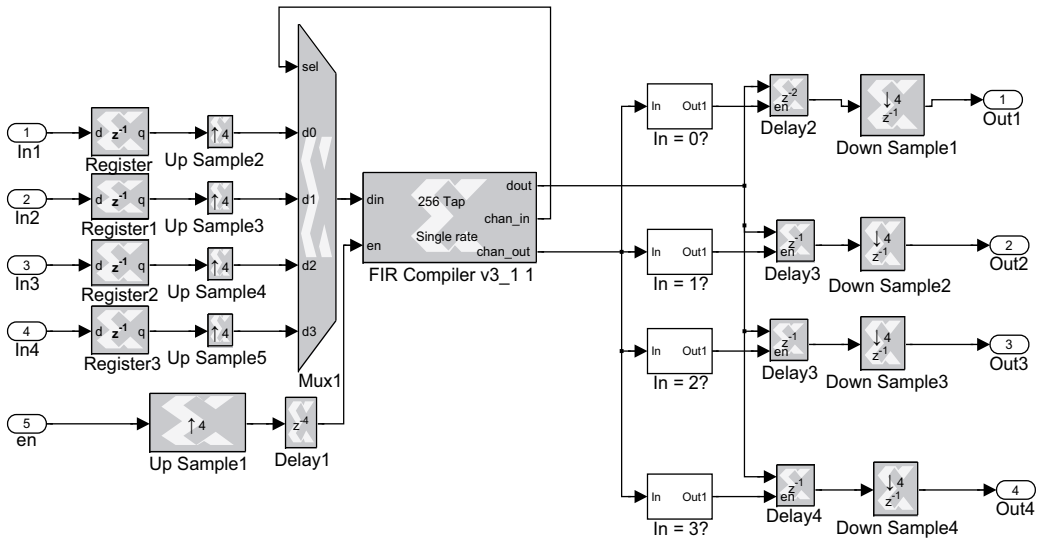 1
In1
d z⁻¹ q
Register
↑4
Up Sample2
2
In2
d z⁻¹ q
Register1
↑4
Up Sample3
3
In3
d z⁻¹ q
Register2
↑4
Up Sample4
4
In4
d z⁻¹ q
Register3
↑4
Up Sample5
5
en
↑4
Up Sample1
z⁻⁴
Delay1
sel
d0
d1
d2
d3
Mux1
din
en
256 Tap
Single rate
dout
chan_in
chan_out
FIR Compiler v3_1 1
In Out1
In = 0?
z⁻²
en
Delay2
↓4
z⁻¹
Down Sample1
1
Out1
In Out1
In = 1?
z⁻¹
en
Delay3
↓4
z⁻¹
Down Sample2
2
Out2
In Out1
In = 2?
z⁻¹
en
Delay3
↓4
z⁻¹
Down Sample3
3
Out3
In Out1
In = 3?
z⁻¹
en
Delay4
↓4
z⁻¹
Down Sample4
4
Out4